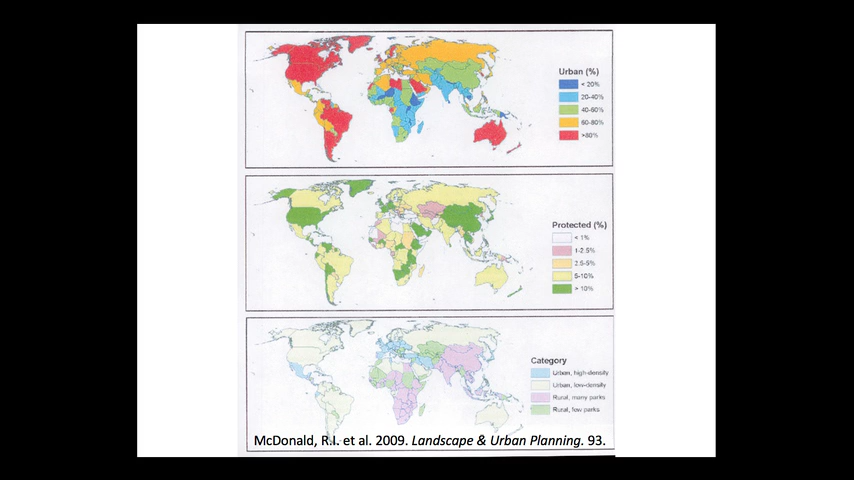 Urban (%)
< 20%
20-40%
40-60%
60-80%
>80%
Protected (%)
< 1%
1-2.5%
2.5-5%
5-10%
> 10%
Category
Urban, high-density
Urban, low-density
Rural, many parks
Rural, few parks
McDonald, R.I. et al. 2009. Landscape & Urban Planning. 93.